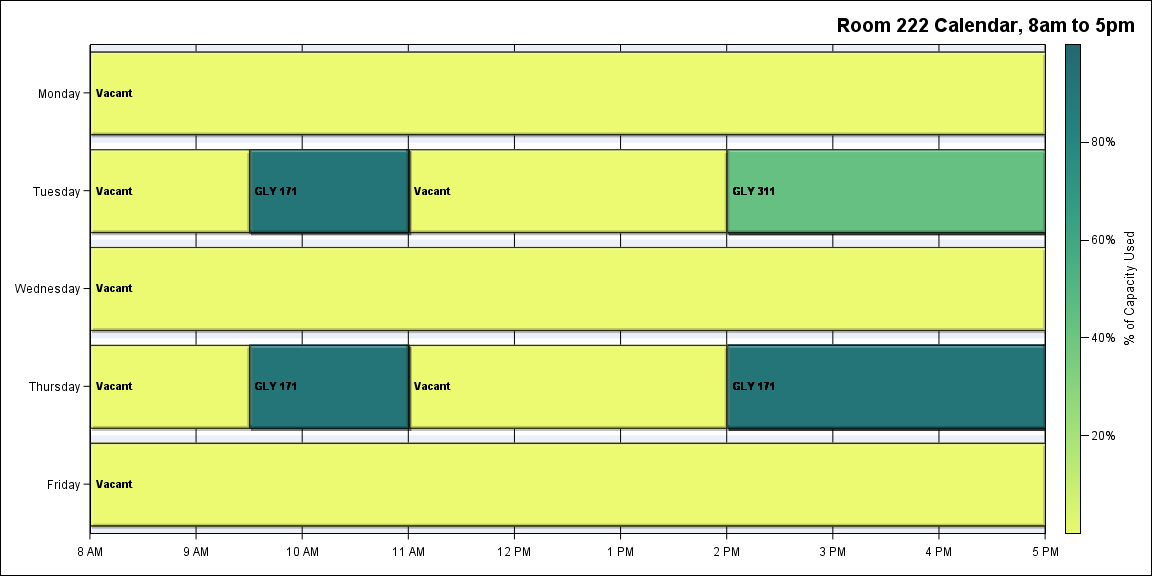 Room 222 Calendar, 8am to 5pm
Monday
Vacant
Tuesday
Vacant
GLY 171
Vacant
GLY 311
Wednesday
Vacant
Thursday
Vacant
GLY 171
Vacant
GLY 171
Friday
Vacant
8 AM
9 AM
10 AM
11 AM
12 PM
1 PM
2 PM
3 PM
4 PM
5 PM
80%
60%
40%
20%
% of Capacity Used